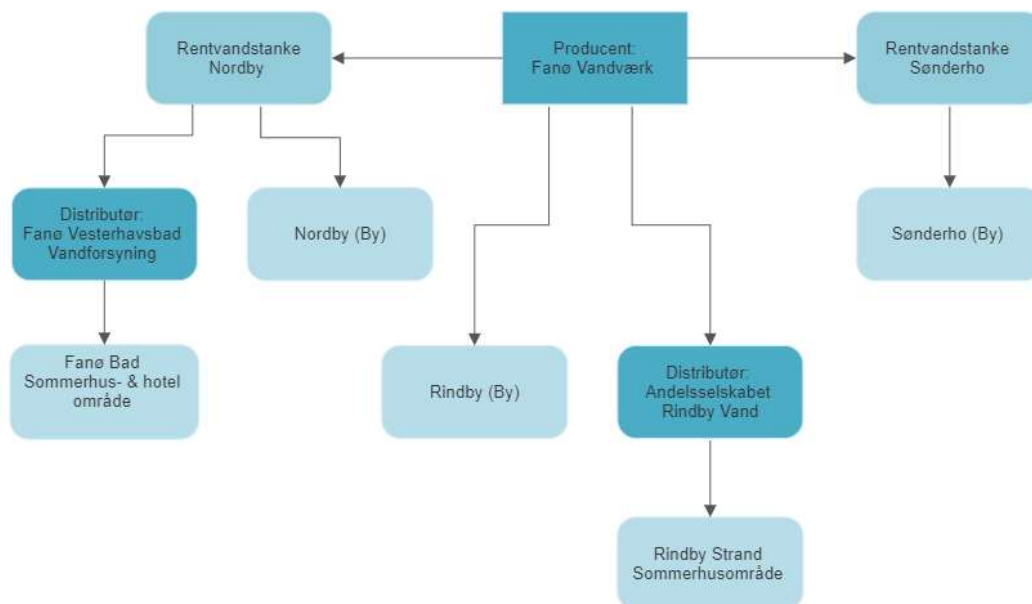 Rentvandstanke
Nordby
Producent:
Fanø Vandværk
Rentvandstanke
Sønderho
Distributør:
Fanø Vesterhavsbad
Vandforsyning
Nordby (By)
Sønderho (By)
Fanø Bad
Sommerhus- & hotel
område
Rindby (By)
Distributør:
Andelsselskabet
Rindby Vand
Rindby Strand
Sommerhusområde